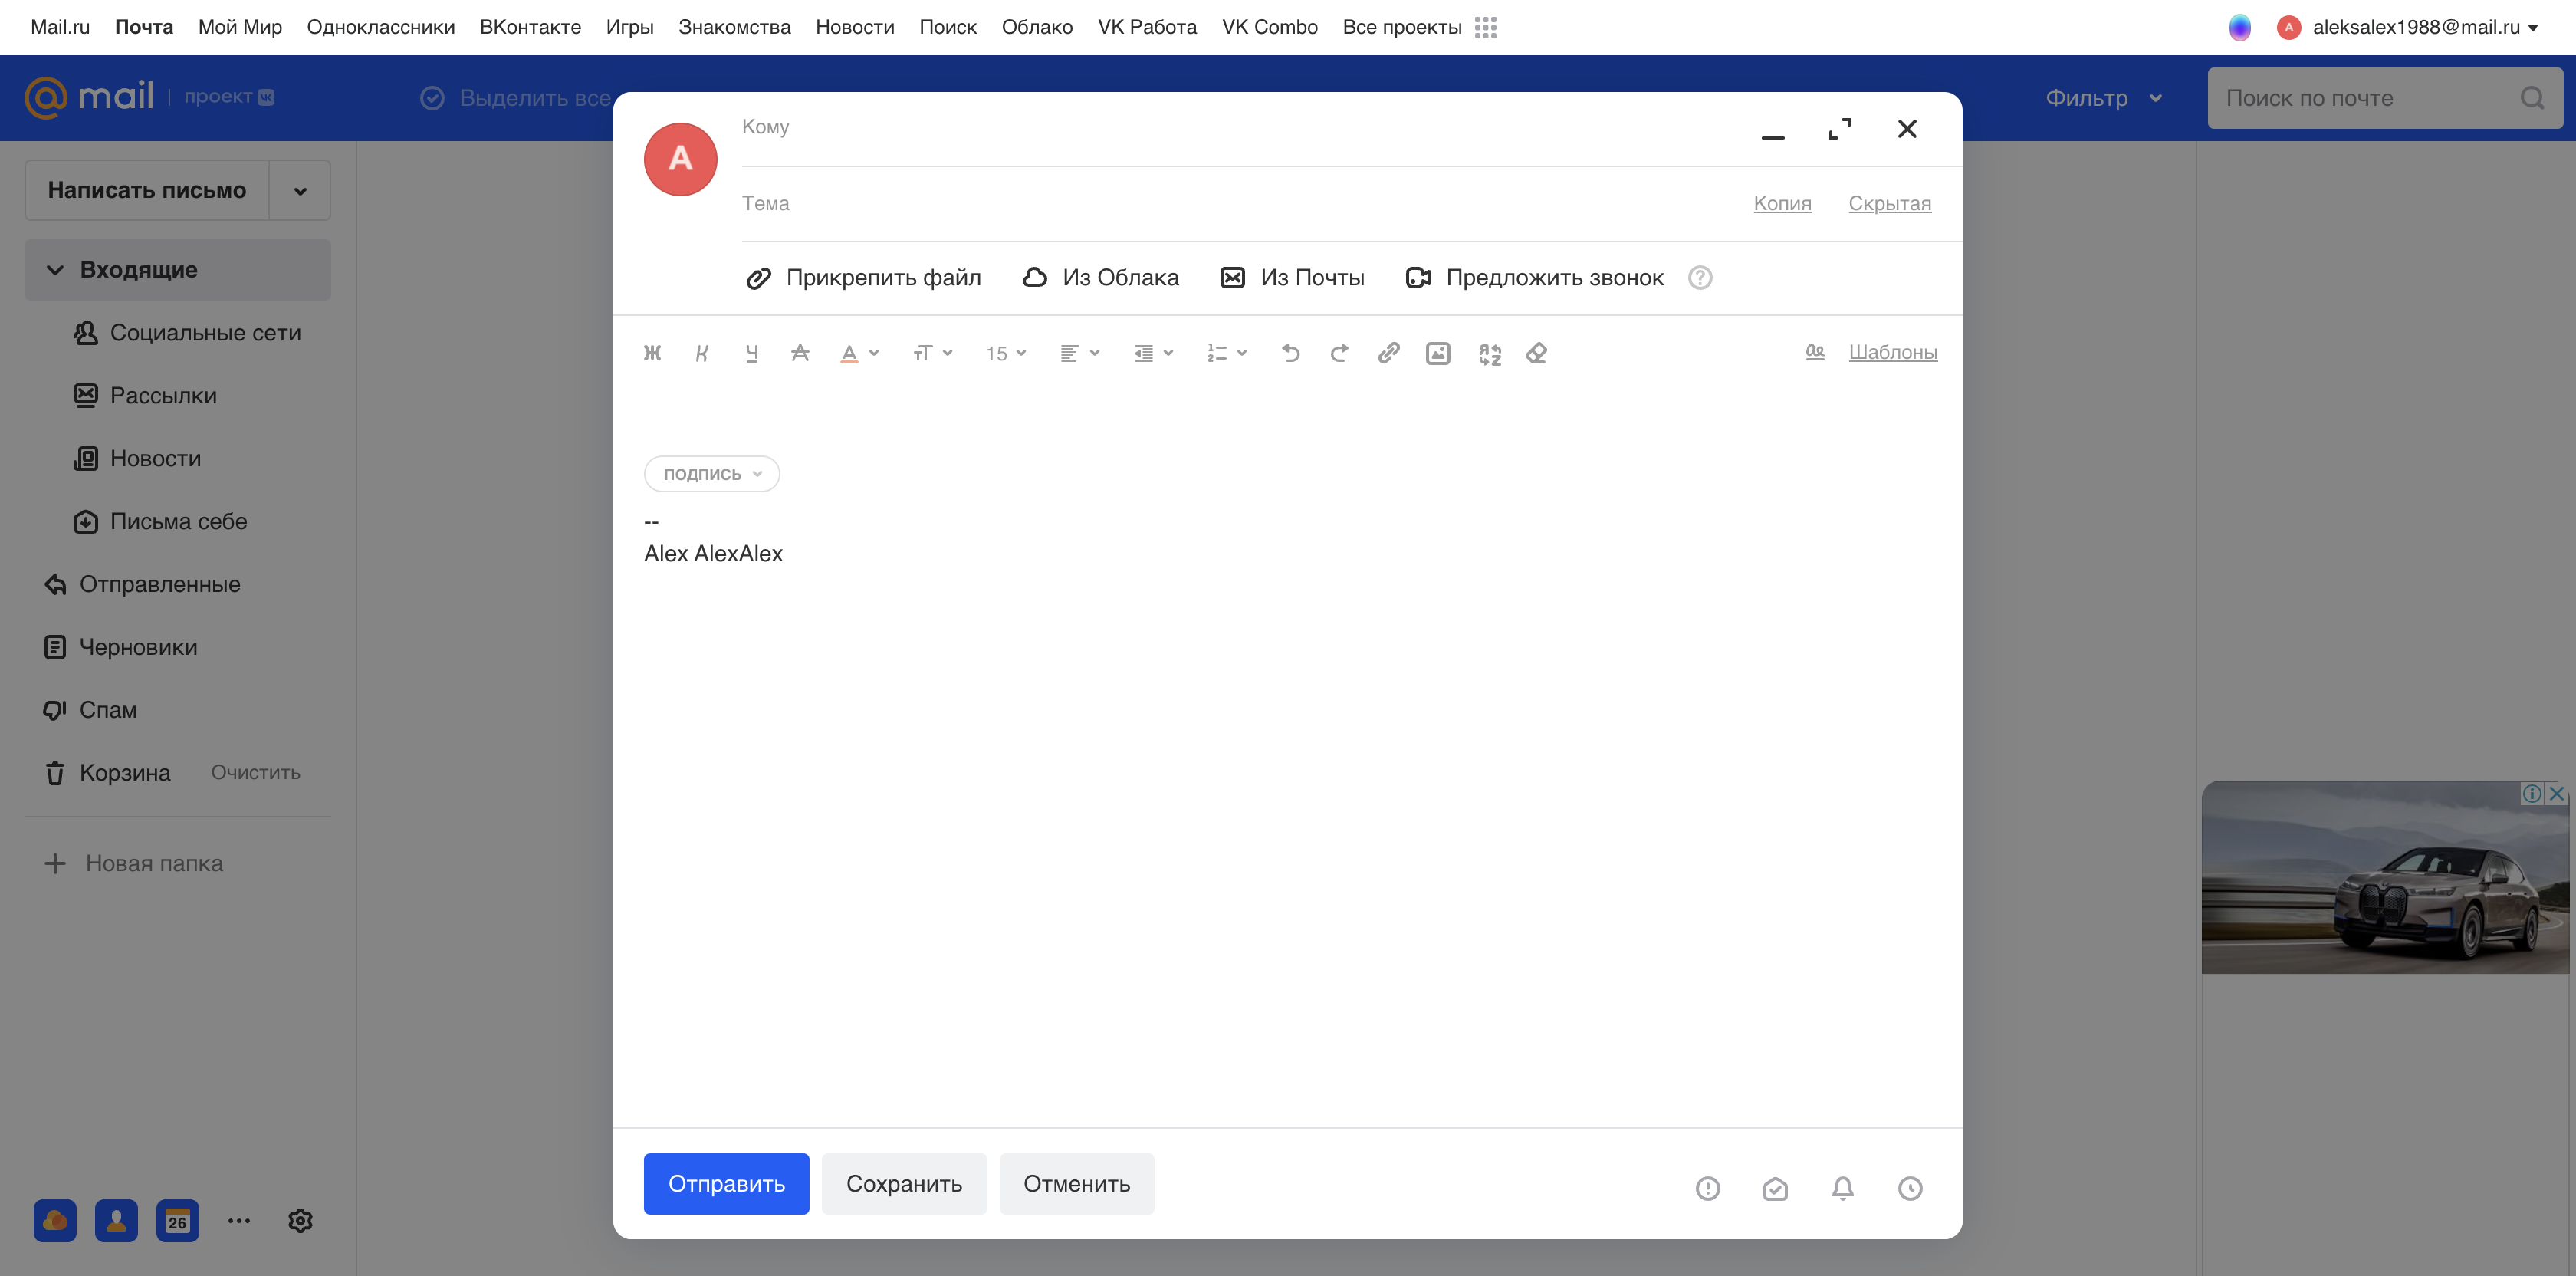 Mail.ru Почта Мой Мир Одноклассники ВКонтакте Игры Знакомства Новости Поиск Облако VK Работа VK Combo Все проекты
А aleksalex1988@mail.ru
@mail проект
Выделить все
Фильтр
Поиск по почте
Написать письмо
Входящие
Социальные сети
Рассылки
Новости
Письма себе
Отправленные
Черновики
Спам
Корзина Очистить
Новая папка
26
А
Кому
Тема
Копия Скрытая
Прикрепить файл Из Облака Из Почты Предложить звонок
Ж К Ч А А тТ 15
Шаблоны
ПОДПИСЬ
--
Alex AlexAlex
Отправить Сохранить Отменить